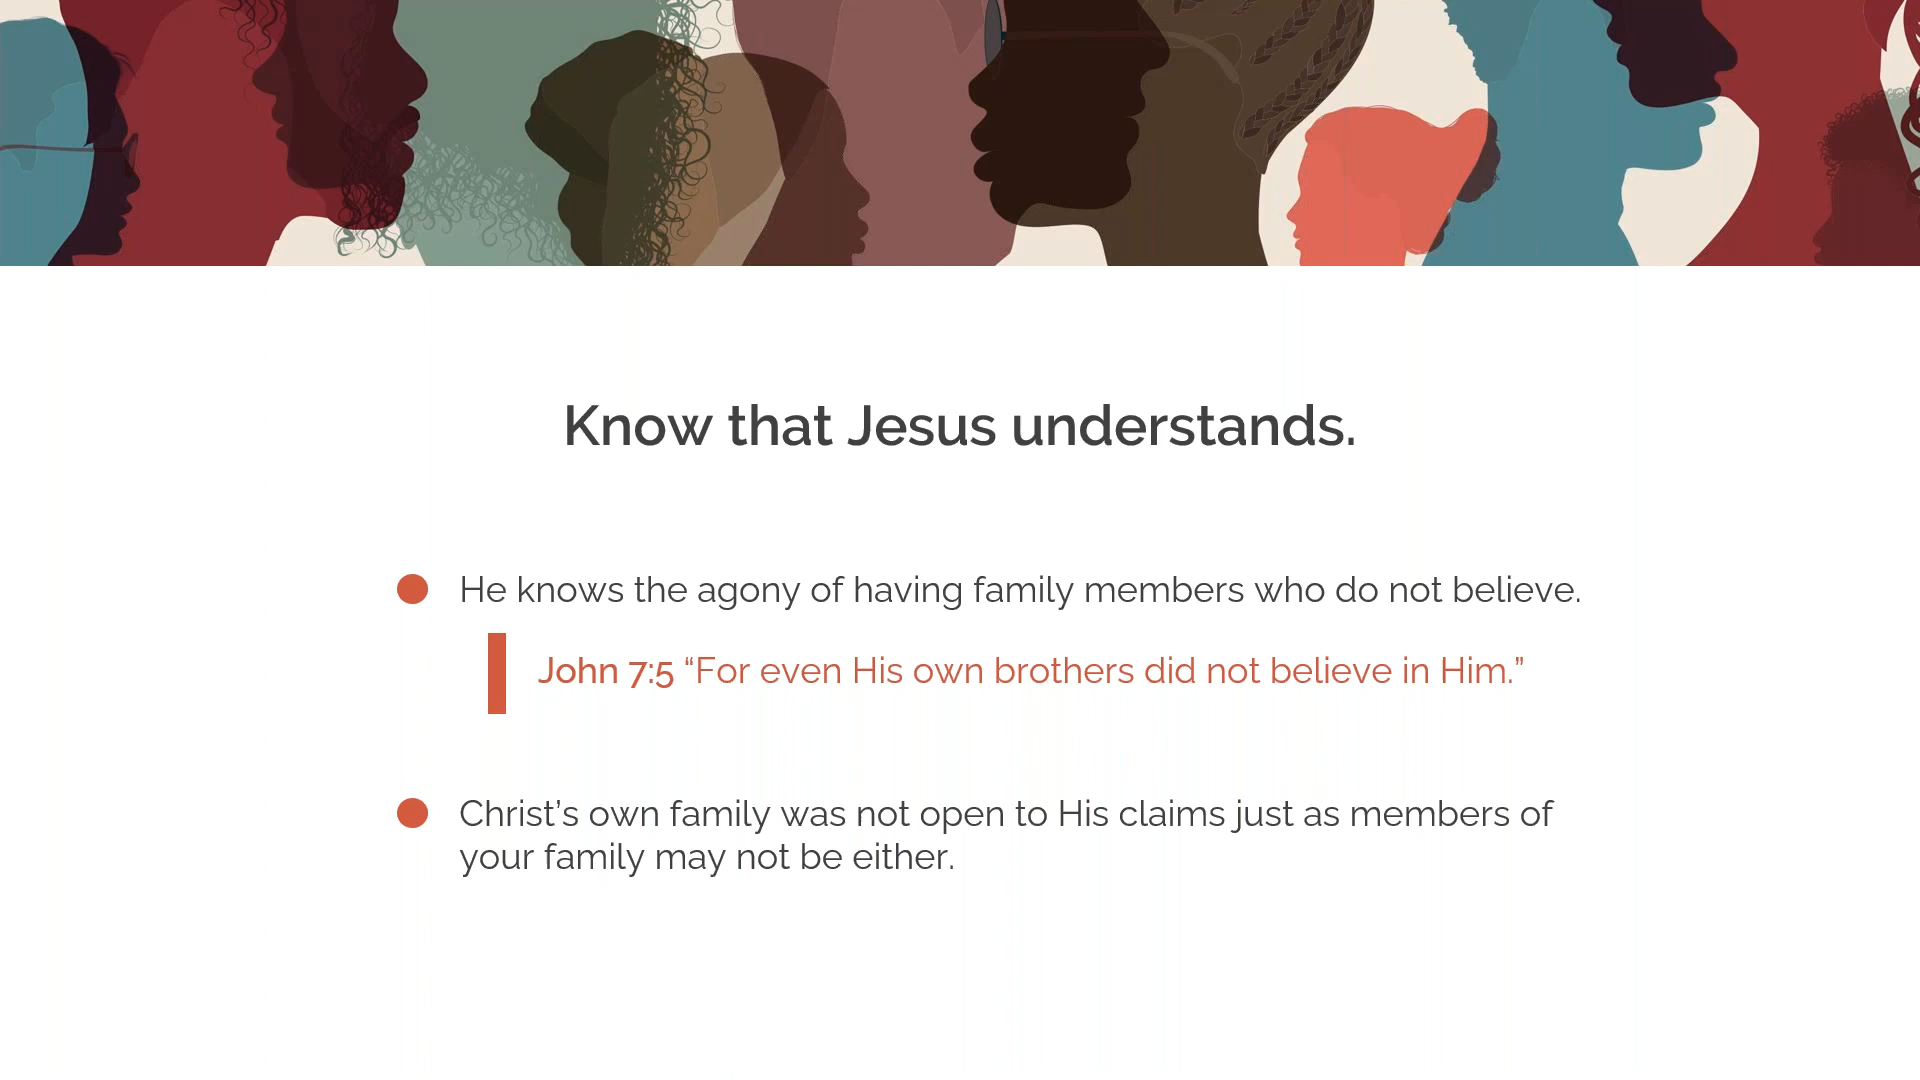 Know that Jesus understands.
He knows the agony of having family members who do not believe.
John 7:5 “For even His own brothers did not believe in Him.”
Christ’s own family was not open to His claims just as members of
your family may not be either.